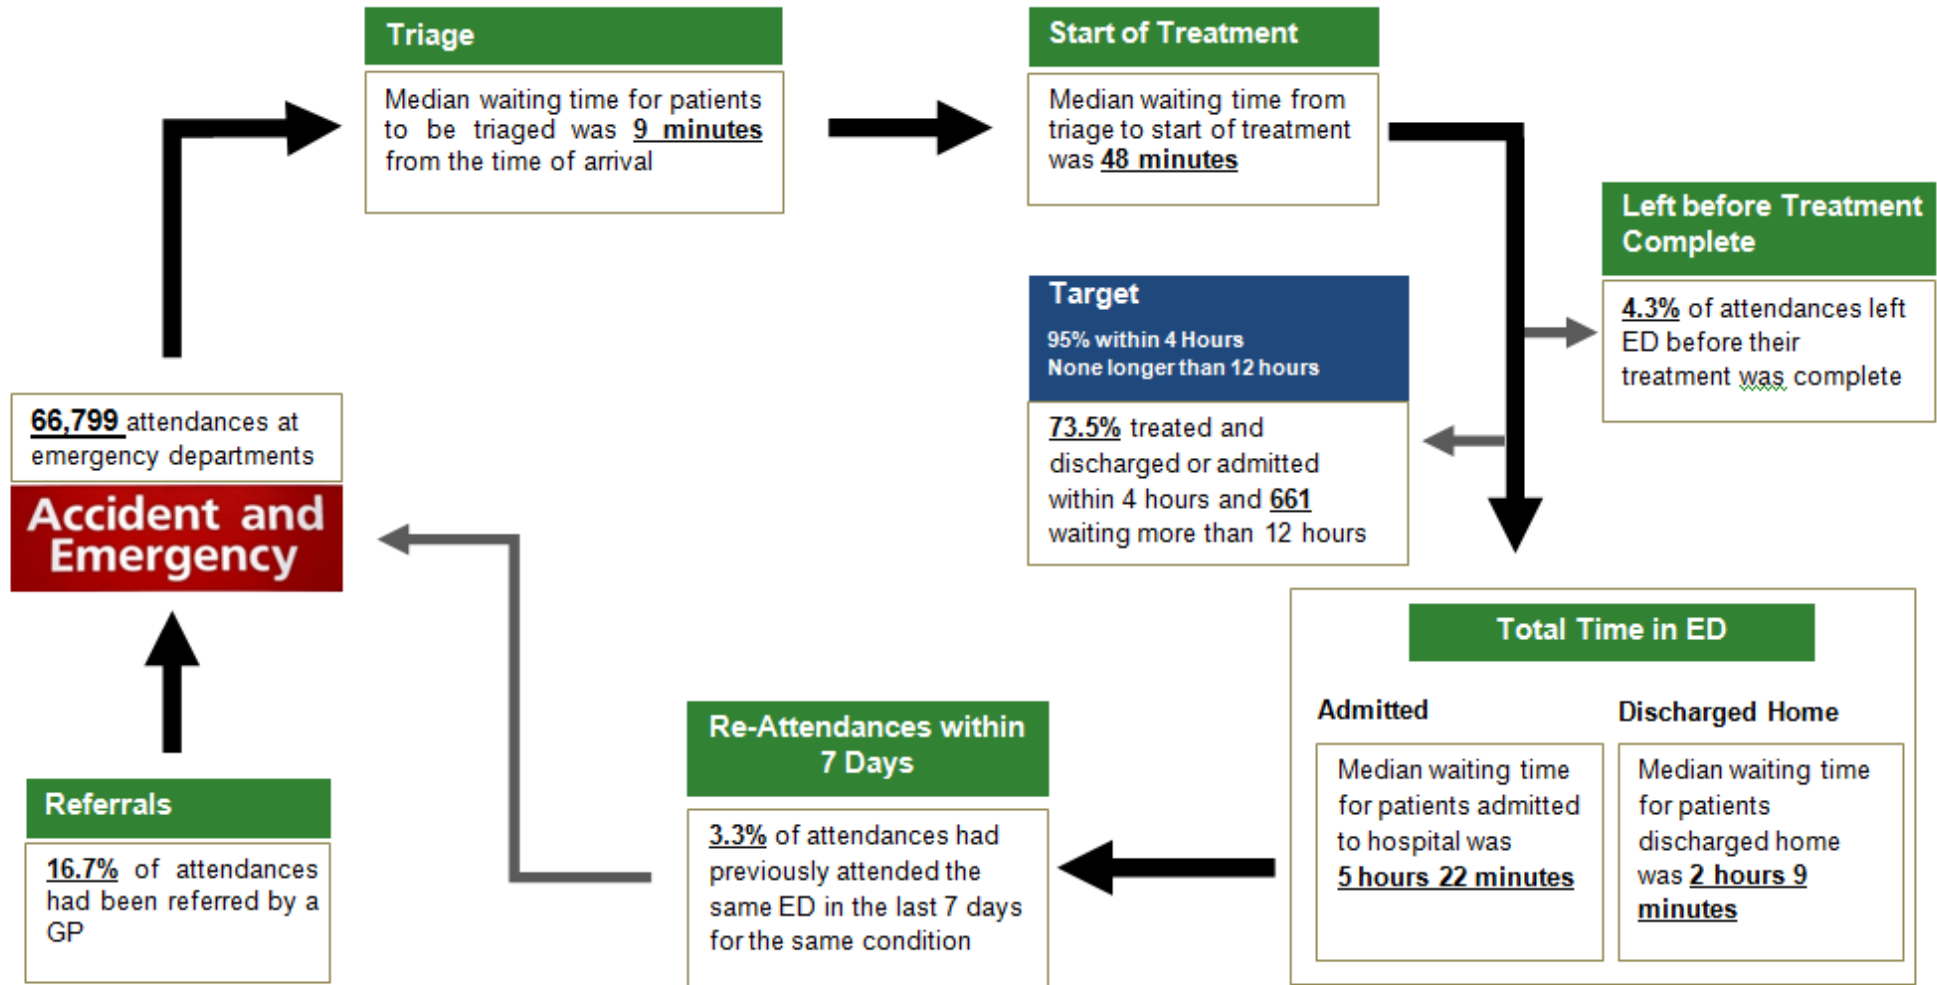 Triage
Median waiting time for patients
to be triaged was 9 minutes
from the time of arrival
Start of Treatment
Median waiting time from
triage to start of treatment
was 48 minutes
Left before Treatment
Complete
4.3% of attendances left
ED before their
treatment was complete
Target
95% within 4 Hours
None longer than 12 hours
73.5% treated and
discharged or admitted
within 4 hours and 661
waiting more than 12 hours
66,799 attendances at
emergency departments
Accident and
Emergency
Total Time in ED
Admitted
Median waiting time
for patients admitted
to hospital was
5 hours 22 minutes
Discharged Home
Median waiting time
for patients
discharged home
was 2 hours 9
minutes
Re-Attendances within
7 Days
3.3% of attendances had
previously attended the
same ED in the last 7 days
for the same condition
Referrals
16.7% of attendances
had been referred by a
GP